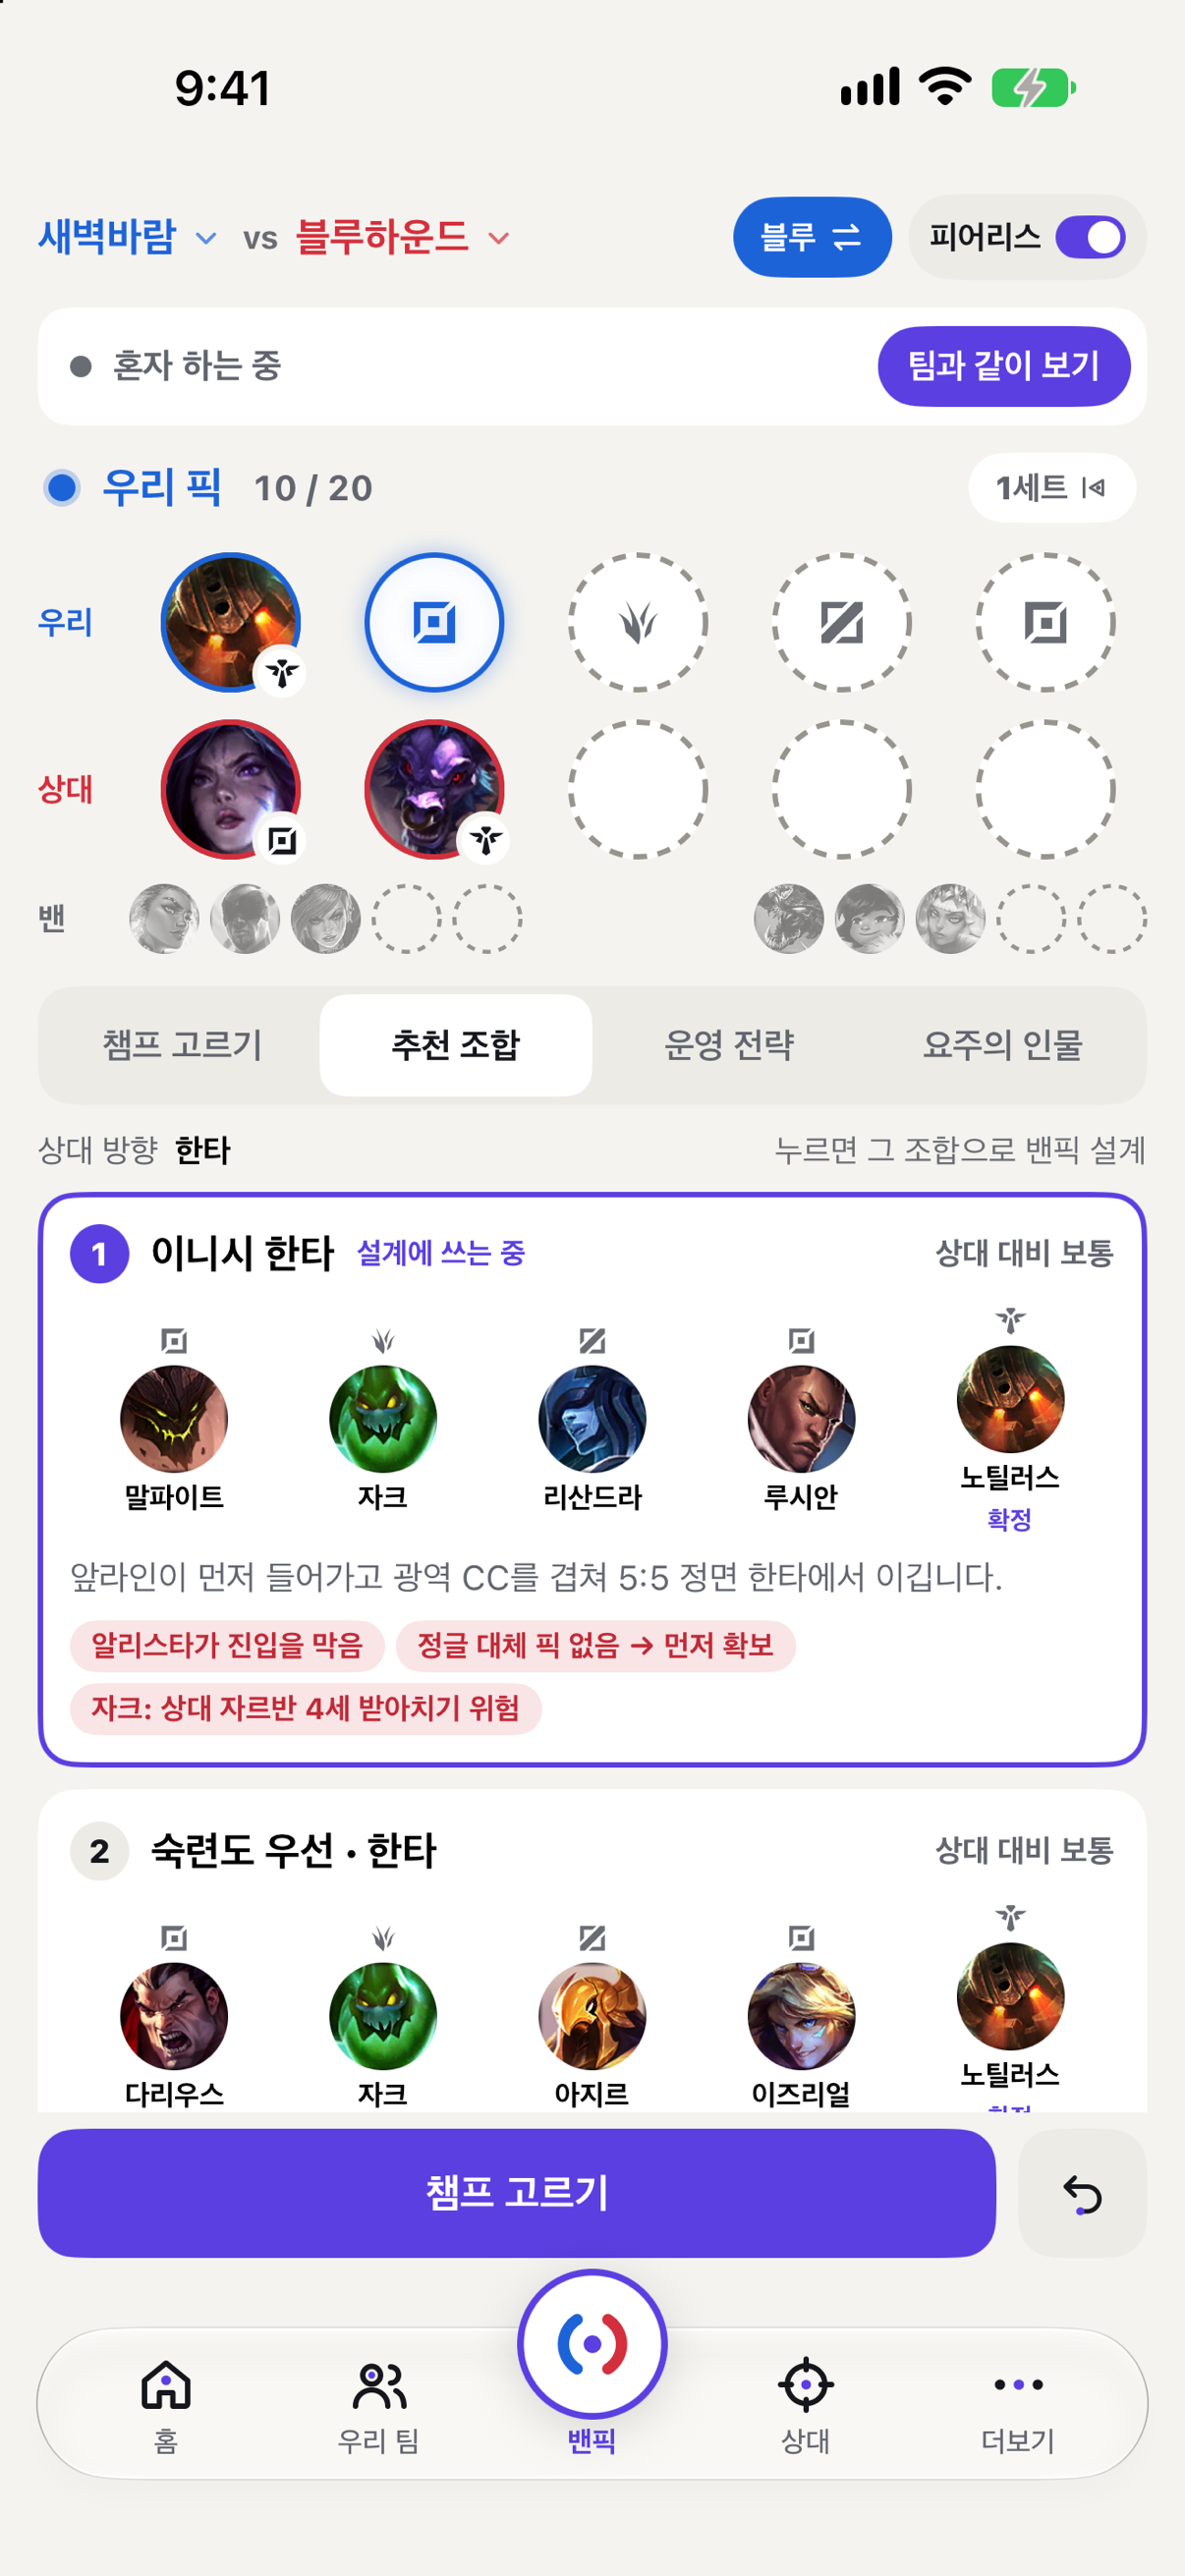 9:41
새벽바람 vs 블루하운드 블루 피어리스
혼자 하는 중 팀과 같이 보기
우리 픽 10 / 20 1세트
우리
상대
밴
챔프 고르기 추천 조합 운영 전략 요주의 인물
상대 방향 한타 누르면 그 조합으로 밴픽 설계
1 이니시 한타 설계에 쓰는 중 상대 대비 보통
말파이트 자크 리산드라 루시안 노틸러스
확정
앞라인이 먼저 들어가고 광역 CC를 겹쳐 5:5 정면 한타에서 이깁니다.
알리스타가 진입을 막음 정글 대체 픽 없음 → 먼저 확보
자크: 상대 자르반 4세 받아치기 위험
2 숙련도 우선 · 한타 상대 대비 보통
다리우스 자크 아지르 이즈리얼 노틸러스
챔프 고르기
홈 우리 팀 밴픽 상대 더보기